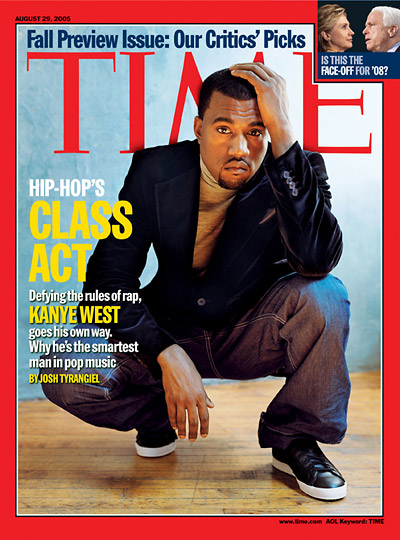 AUGUST 29, 2005
Fall Preview Issue: Our Critics' Picks
IS THIS THE
FACE-OFF FOR '08?
TIME
HIP-HOP'S
CLASS
ACT
Defying the rules of rap,
KANYE WEST
goes his own way.
Why he's the smartest
man in pop music
BY JOSH TYRANGIEL
www.time.com AOL Keyword: TIME